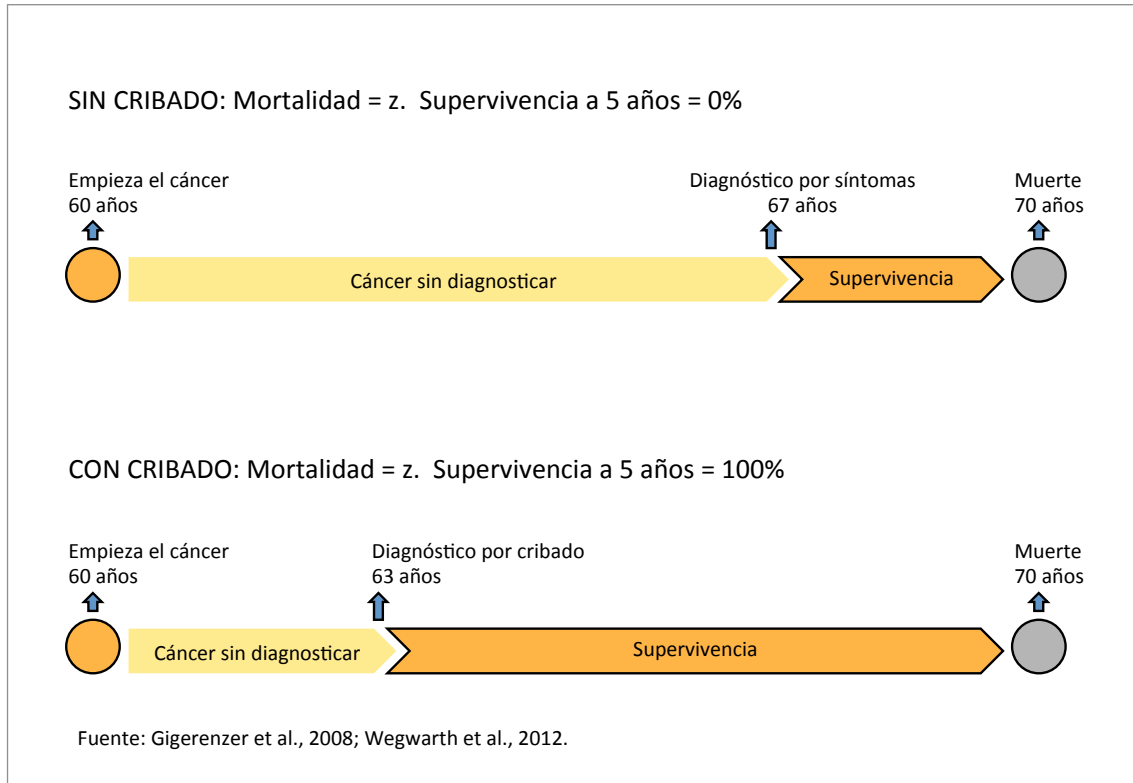 SIN CRIBADO: Mortalidad = z. Supervivencia a 5 años = 0%
Empieza el cáncer
60 años
Diagnóstico por síntomas
67 años
Muerte
70 años
Cáncer sin diagnosticar
Supervivencia
CON CRIBADO: Mortalidad = z. Supervivencia a 5 años = 100%
Empieza el cáncer
60 años
Diagnóstico por cribado
63 años
Muerte
70 años
Cáncer sin diagnosticar
Supervivencia
Fuente: Gigerenzer et al., 2008; Wegwarth et al., 2012.